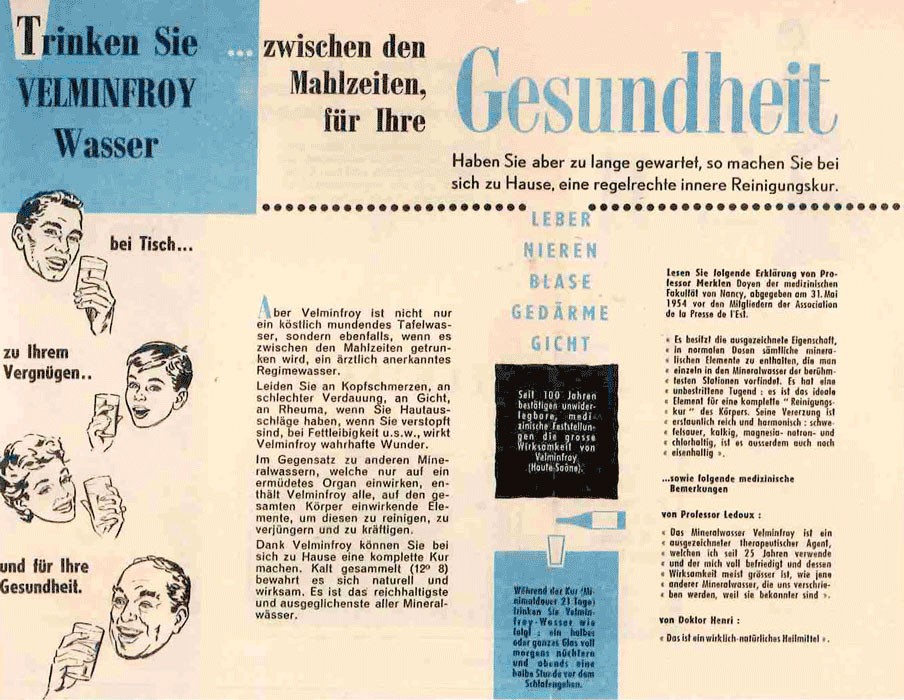 Trinken Sie
VELMINFROY
Wasser
... zwischen den
Mahlzeiten,
für Ihre
Gesundheit
Haben Sie aber zu lange gewartet, so machen Sie bei
sich zu Hause, eine regelrechte innere Reinigungskur.
bei Tisch...
zu Ihrem
Vergnügen..
und für Ihre
Gesundheit.
Aber Velminfroy ist nicht nur
ein köstlich mundendes Tafelwas-
ser, sondern ebenfalls, wenn es
zwischen den Mahlzeiten getrun-
ken wird, ein ärztlich anerkanntes
Regimewasser.
Leiden Sie an Kopfschmerzen, an
schlechter Verdauung, an Gicht,
an Rheuma, wenn Sie Hautaus-
schläge haben, wenn Sie verstopft
sind, bei Fettleibigkeit u.s.w., wirkt
Velminfroy wahrhafte Wunder.
Im Gegensatz zu anderen Mine-
ralwassern, welche nur auf ein
ermüdetes Organ einwirken, en-
thält Velminfroy alle, auf den ge-
samten Körper einwirkende Ele-
mente, um diesen zu reinigen, zu
verjüngern und zu kräftigen.
Dank Velminfroy können Sie bei
sich zu Hause eine komplette Kur
machen. Kalt gesammelt (12º 8)
bewahrt es sich naturell und
wirksam. Es ist das reichhaltigste
und ausgeglichenste aller Mineral-
wässer.
LEBER
NIEREN
BLASE
GEDÄRME
GICHT
Seit 100 Jahren
bestätigen unwider-
legbare, medi-
zinische Feststellun-
gen die grosse
Wirksamkeit von
Velminfroy
(Haute-Saône).
Während der Kur (Mi-
nimaldauer 21 Tage)
trinken Sie Velmin-
froy-Wasser wie
folgt : ein halbes
oder ganzes Glas voll
morgens nüchtern
und abends eine
halbe Stunde vor dem
Schlafengehen.
Lesen Sie folgende Erklärung von Pro-
fessor Merklen Doyen der medizinischen
Fakultät von Nancy, abgegeben am 31. Mai
1954 vor den Mitgliedern der Association
de la Presse de l'Est.
« Es besitzt die ausgezeichnete Eigenschaft,
« in normalen Dosen sämtliche minera-
« lischen Elemente zu enthalten, die man
« einzeln in den Mineralwasser der berühm-
« testen Stationen vorfindet. Es hat eine
« unbestrittene Tugend : es ist das ideale
« Element für eine komplette " Reinigungs-
« kur " des Körpers. Seine Vererzung ist
« erstaunlich reich und harmonisch : schwe-
« felsauer, kalkig, magnesia- natron- und
« chlorhaltig, ist es ausserdem auch noch
« eisenhallig ».
...sowie folgende medizinische
Bemerkungen
von Professor Ledoux :
« Das Mineralwasser Velminfroy ist ein
« ausgezeichneter therapeutischer Agent,
« welchen ich seit 25 Jahren verwende
« und der mich voll befriedigt und dessen
« Wirksamkeit meist grösser ist, wie jene
« anderer Mineralwasser, die uns verschrie-
« ben werden, weil sie bekannter sind ».
von Doktor Henri :
« Das ist ein wirklich-natürliches Heilmittel ».